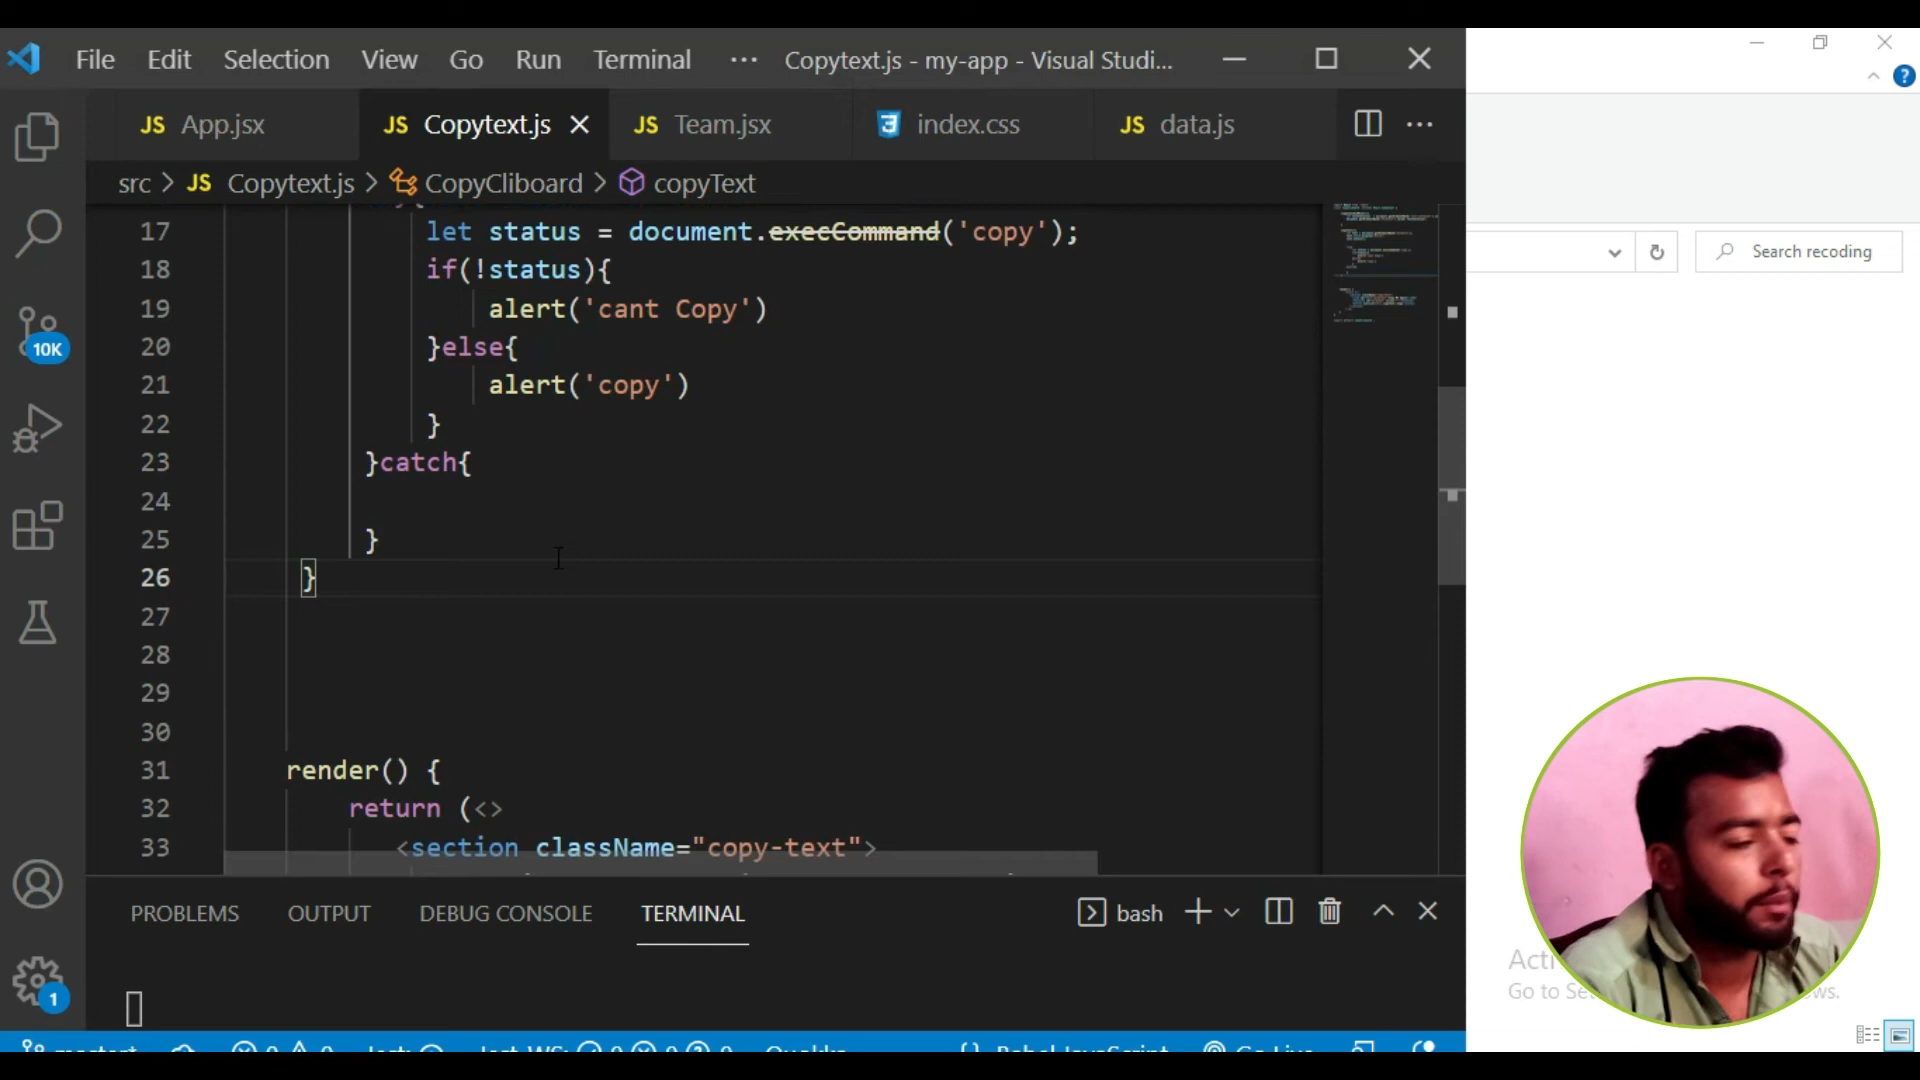 File Edit Selection View Go Run Terminal ··· Copytext.js - my-app - Visual Studi...
JS App.jsx JS Copytext.js JS Team.jsx index.css JS data.js ···
src > JS Copytext.js > CopyCliboard > copyText
17 let status = document.execCommand('copy');
18 if(!status){
19 alert('cant Copy')
20 }else{
21 alert('copy')
22 }
23 }catch{
24
25 }
26 }
27
28
29
30
31 render() {
32 return (<>
33 <section className="copy-text">
10K
1
PROBLEMS OUTPUT DEBUG CONSOLE TERMINAL bash
Search recoding
Go to